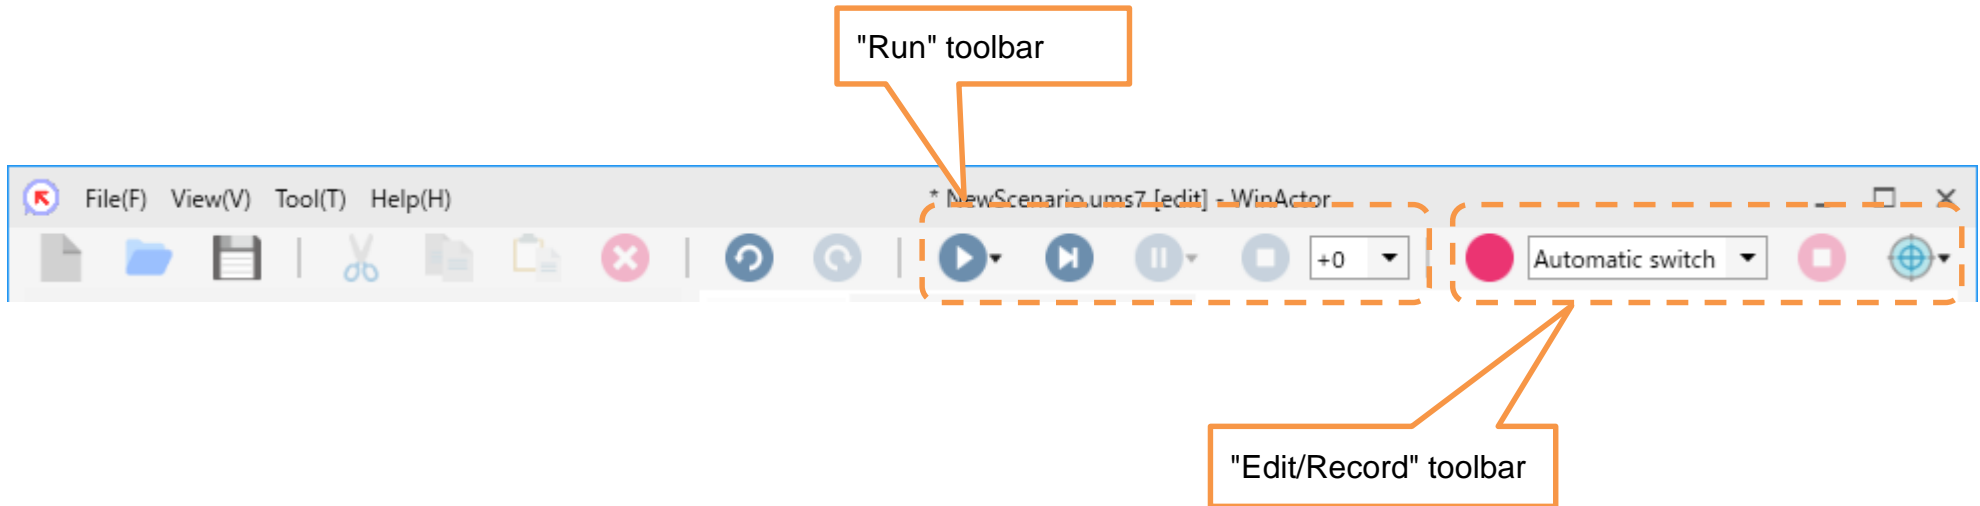 "Run" toolbar
File(F) View(V) Tool(T) Help(H) * NewScenario.ums7 [edit] - WinActor
+0 Automatic switch
"Edit/Record" toolbar